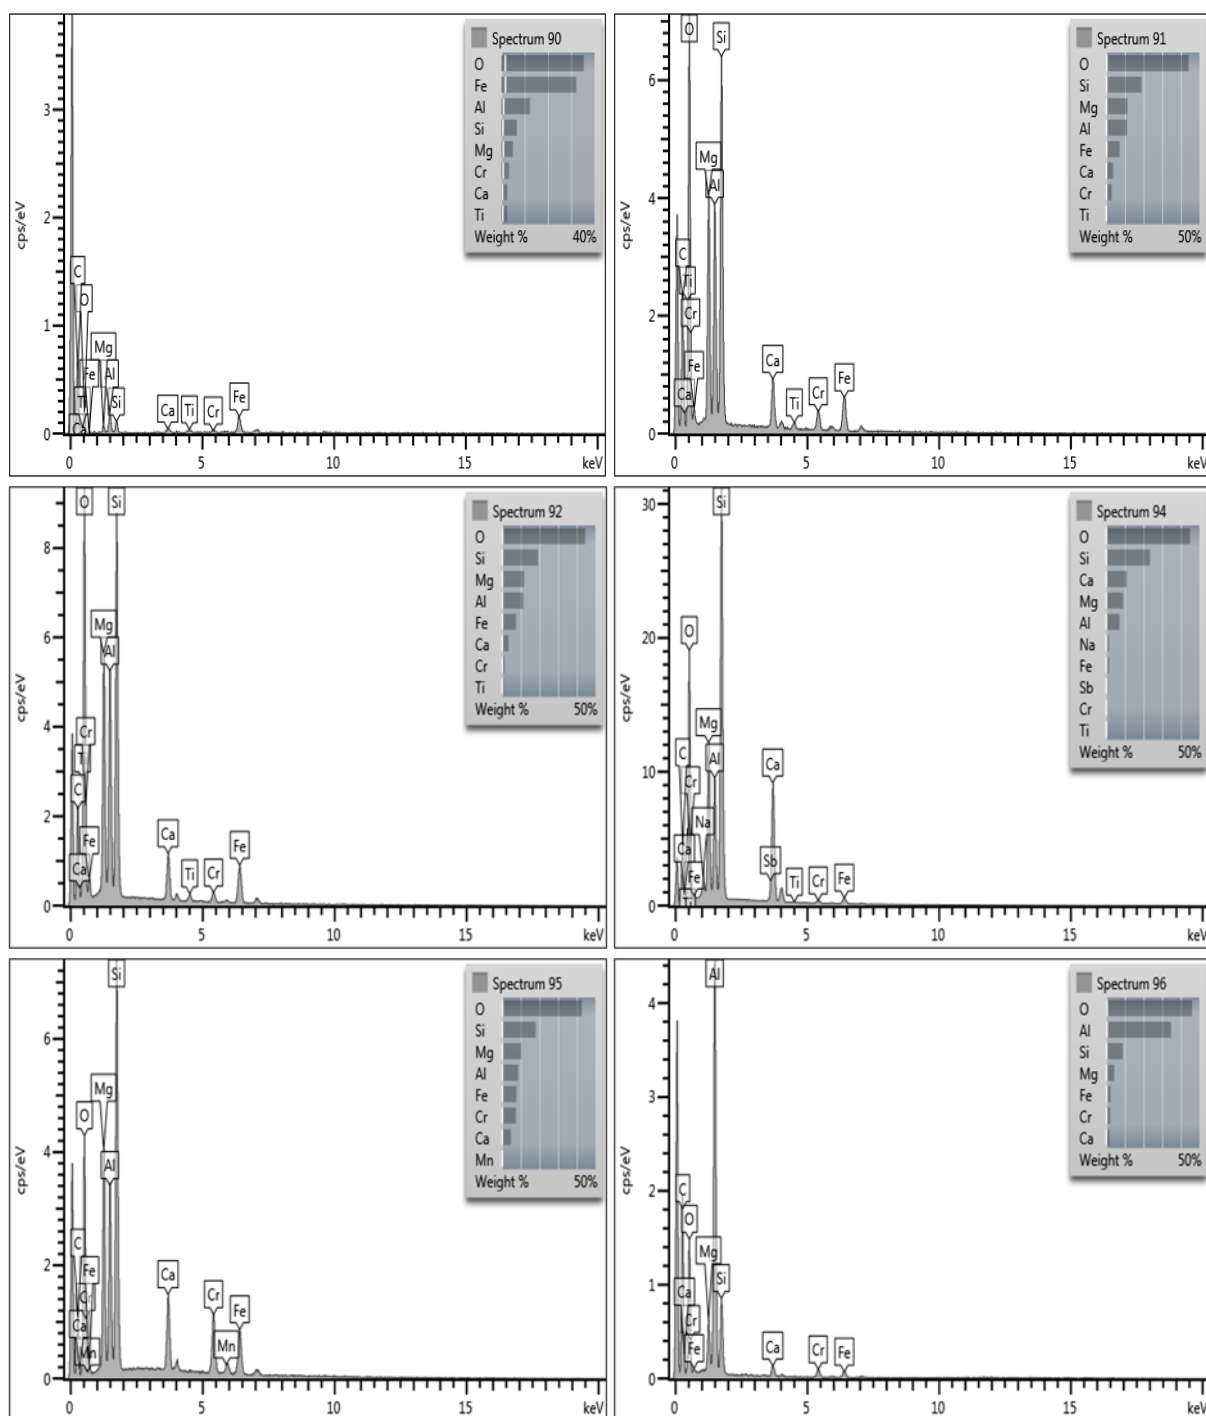 Spectrum 90
O
Fe
Al
Si
Mg
Cr
Ca
Ti
Weight % 40%
cps/eV
3
2
1
0
C
O
Mg
Fe
Al
Si
Ca
Ca
Ti
Cr
Fe
0 5 10 15 keV
Spectrum 91
O
Si
Mg
Al
Fe
Ca
Cr
Ti
Weight % 50%
cps/eV
6
4
2
0
O
Si
Mg
Al
C
Ti
Cr
Fe
Ca
Ca
Ti
Cr
Fe
0 5 10 15 keV
Spectrum 92
O
Si
Mg
Al
Fe
Ca
Cr
Ti
Weight % 50%
cps/eV
8
6
4
2
0
O
Si
Mg
Al
Cr
Ti
C
Fe
Ca
Ca
Ti
Cr
Fe
0 5 10 15 keV
Spectrum 94
O
Si
Ca
Mg
Al
Na
Fe
Sb
Cr
Ti
Weight % 50%
cps/eV
30
20
10
0
Si
O
Mg
C
Al
Cr
Na
Ca
Fe
Ti
Ca
Sb
Ti
Cr
Fe
0 5 10 15 keV
Spectrum 95
O
Si
Mg
Al
Fe
Cr
Ca
Mn
Weight % 50%
cps/eV
6
4
2
0
Si
Mg
O
Al
C
Fe
Ca
Mn
Ca
Cr
Mn
Fe
0 5 10 15 keV
Spectrum 96
O
Al
Si
Mg
Fe
Cr
Ca
Weight % 50%
cps/eV
4
3
2
1
0
Al
C
O
Mg
Si
Ca
Cr
Fe
Ca
Cr
Fe
0 5 10 15 keV